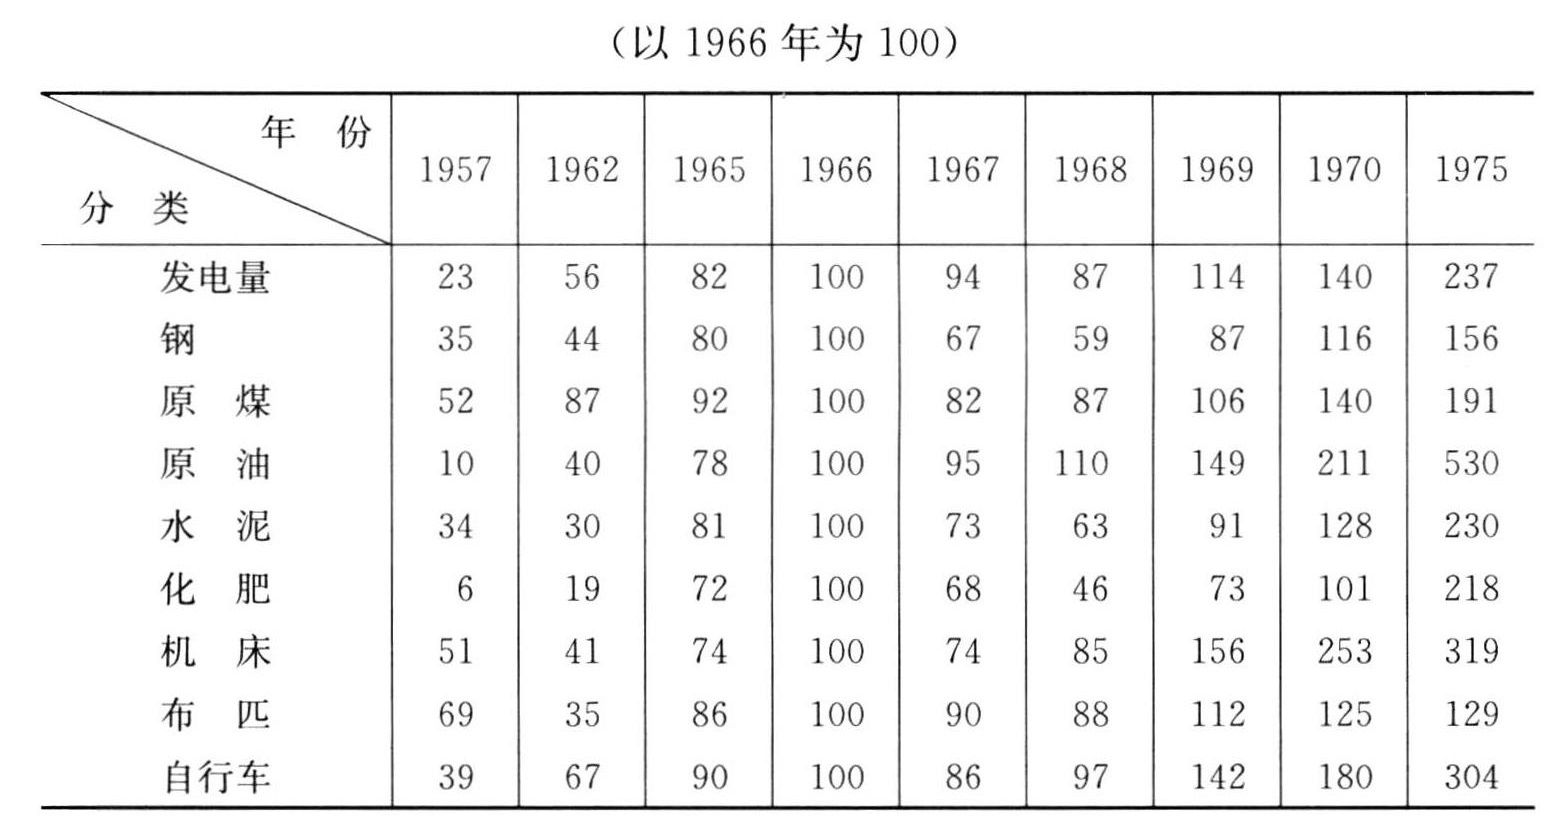 (以 1966 年为 100)
年 份
分 类 1957 1962 1965 1966 1967 1968 1969 1970 1975
发电量 23 56 82 100 94 87 114 140 237
钢 35 44 80 100 67 59 87 116 156
原 煤 52 87 92 100 82 87 106 140 191
原 油 10 40 78 100 95 110 149 211 530
水 泥 34 30 81 100 73 63 91 128 230
化 肥 6 19 72 100 68 46 73 101 218
机 床 51 41 74 100 74 85 156 253 319
布 匹 69 35 86 100 90 88 112 125 129
自行车 39 67 90 100 86 97 142 180 304